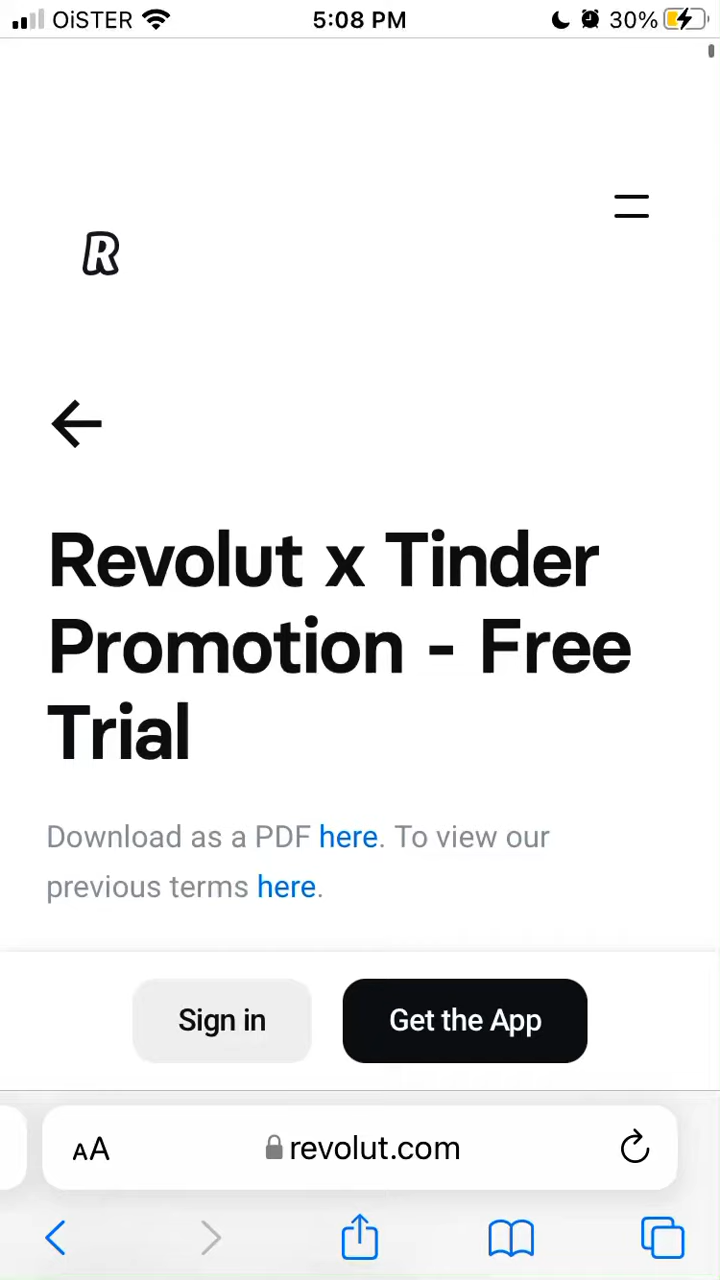 OiSTER 5:08 PM 30%
R
Revolut x Tinder
Promotion - Free
Trial
Download as a PDF here. To view our
previous terms here.
Sign in Get the App
AA revolut.com